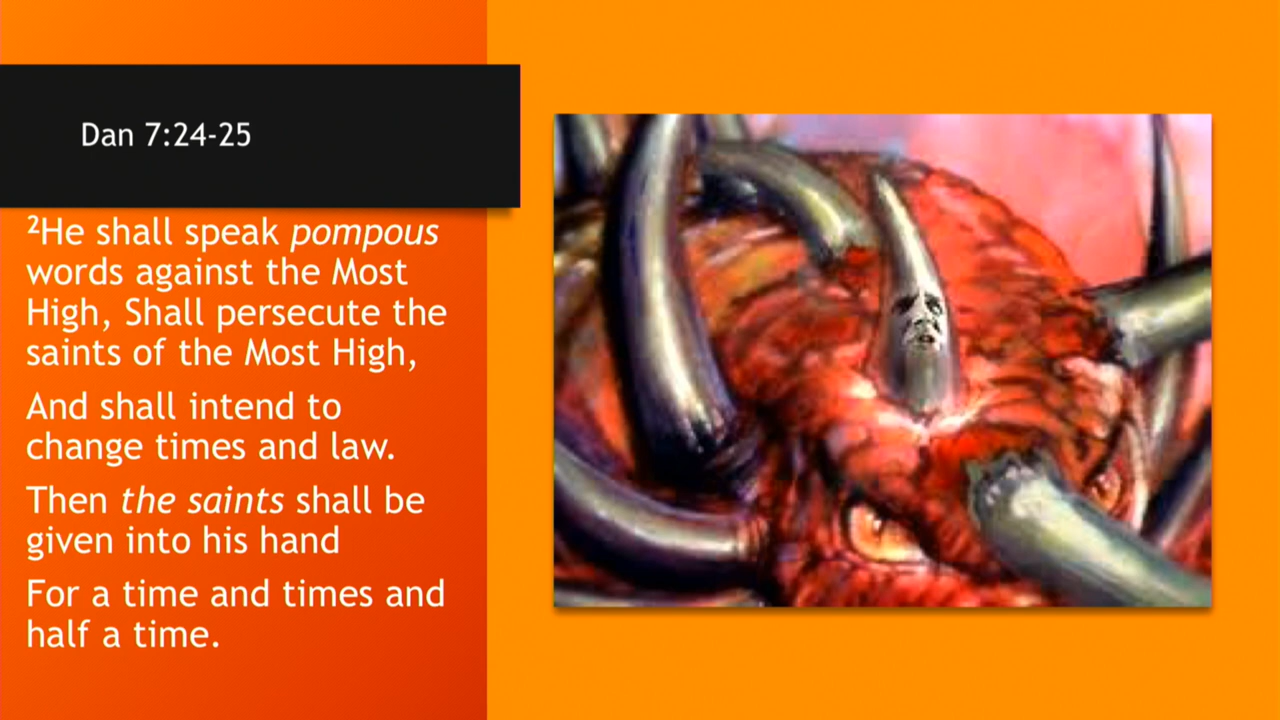 Dan 7:24-25
²He shall speak pompous
words against the Most
High, Shall persecute the
saints of the Most High,
And shall intend to
change times and law.
Then the saints shall be
given into his hand
For a time and times and
half a time.